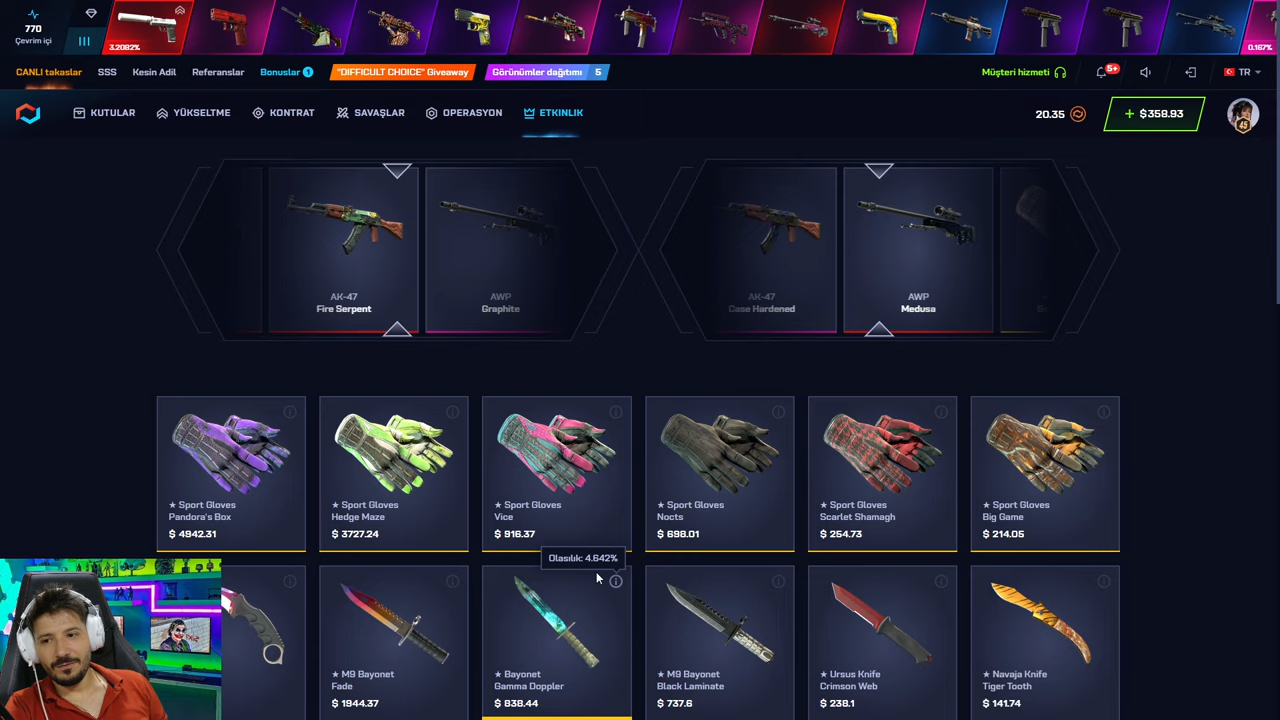 770
Çevrim içi
3.2082%
0.167%
CANLI takaslar
SSS
Kesin Adil
Referanslar
Bonuslar 1
"DIFFICULT CHOICE" Giveaway
Görünümler dağıtımı 5
Müşteri hizmeti
5+
TR
KUTULAR
YÜKSELTME
KONTRAT
SAVAŞLAR
OPERASYON
ETKINLIK
20.35
+ $358.93
45
AK-47
Fire Serpent
AWP
Graphite
AK-47
Case Hardened
AWP
Medusa
★ Sport Gloves
Pandora's Box
$ 4942.31
★ Sport Gloves
Hedge Maze
$ 3727.24
★ Sport Gloves
Vice
$ 916.37
★ Sport Gloves
Nocts
$ 698.01
★ Sport Gloves
Scarlet Shamagh
$ 254.73
★ Sport Gloves
Big Game
$ 214.05
Olasılık: 4.642%
★ M9 Bayonet
Fade
$ 1944.37
★ Bayonet
Gamma Doppler
$ 838.44
★ M9 Bayonet
Black Laminate
$ 737.6
★ Ursus Knife
Crimson Web
$ 238.1
★ Navaja Knife
Tiger Tooth
$ 141.74